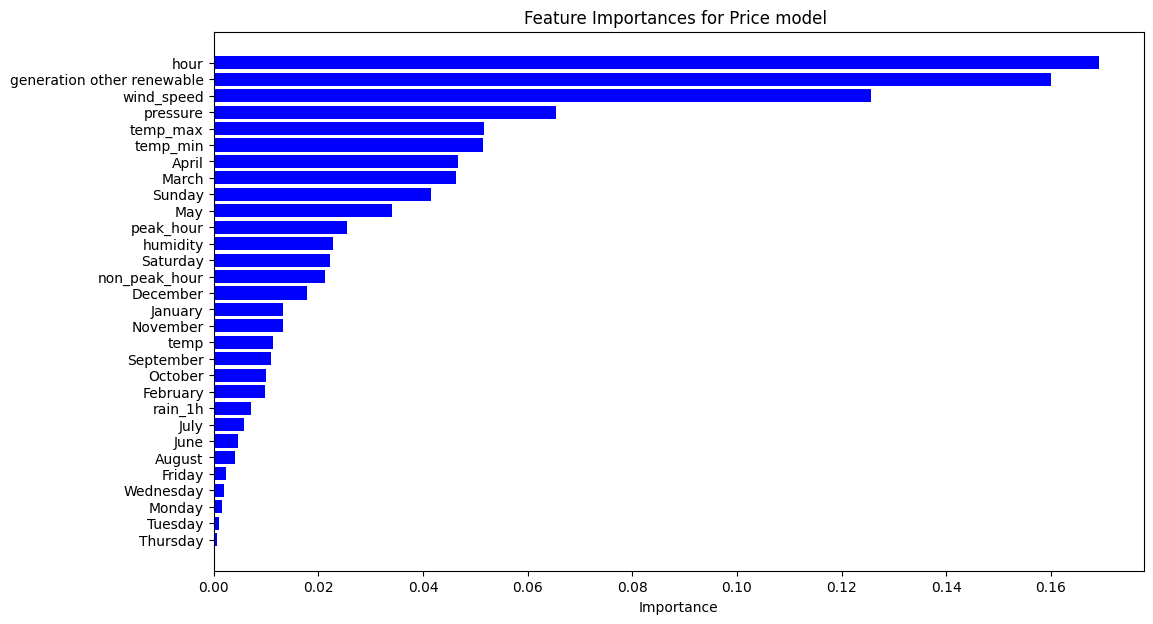 Feature Importances for Price model
hour
generation other renewable
wind_speed
pressure
temp_max
temp_min
April
March
Sunday
May
peak_hour
humidity
Saturday
non_peak_hour
December
January
November
temp
September
October
February
rain_1h
July
June
August
Friday
Wednesday
Monday
Tuesday
Thursday
0.00 0.02 0.04 0.06 0.08 0.10 0.12 0.14 0.16
Importance